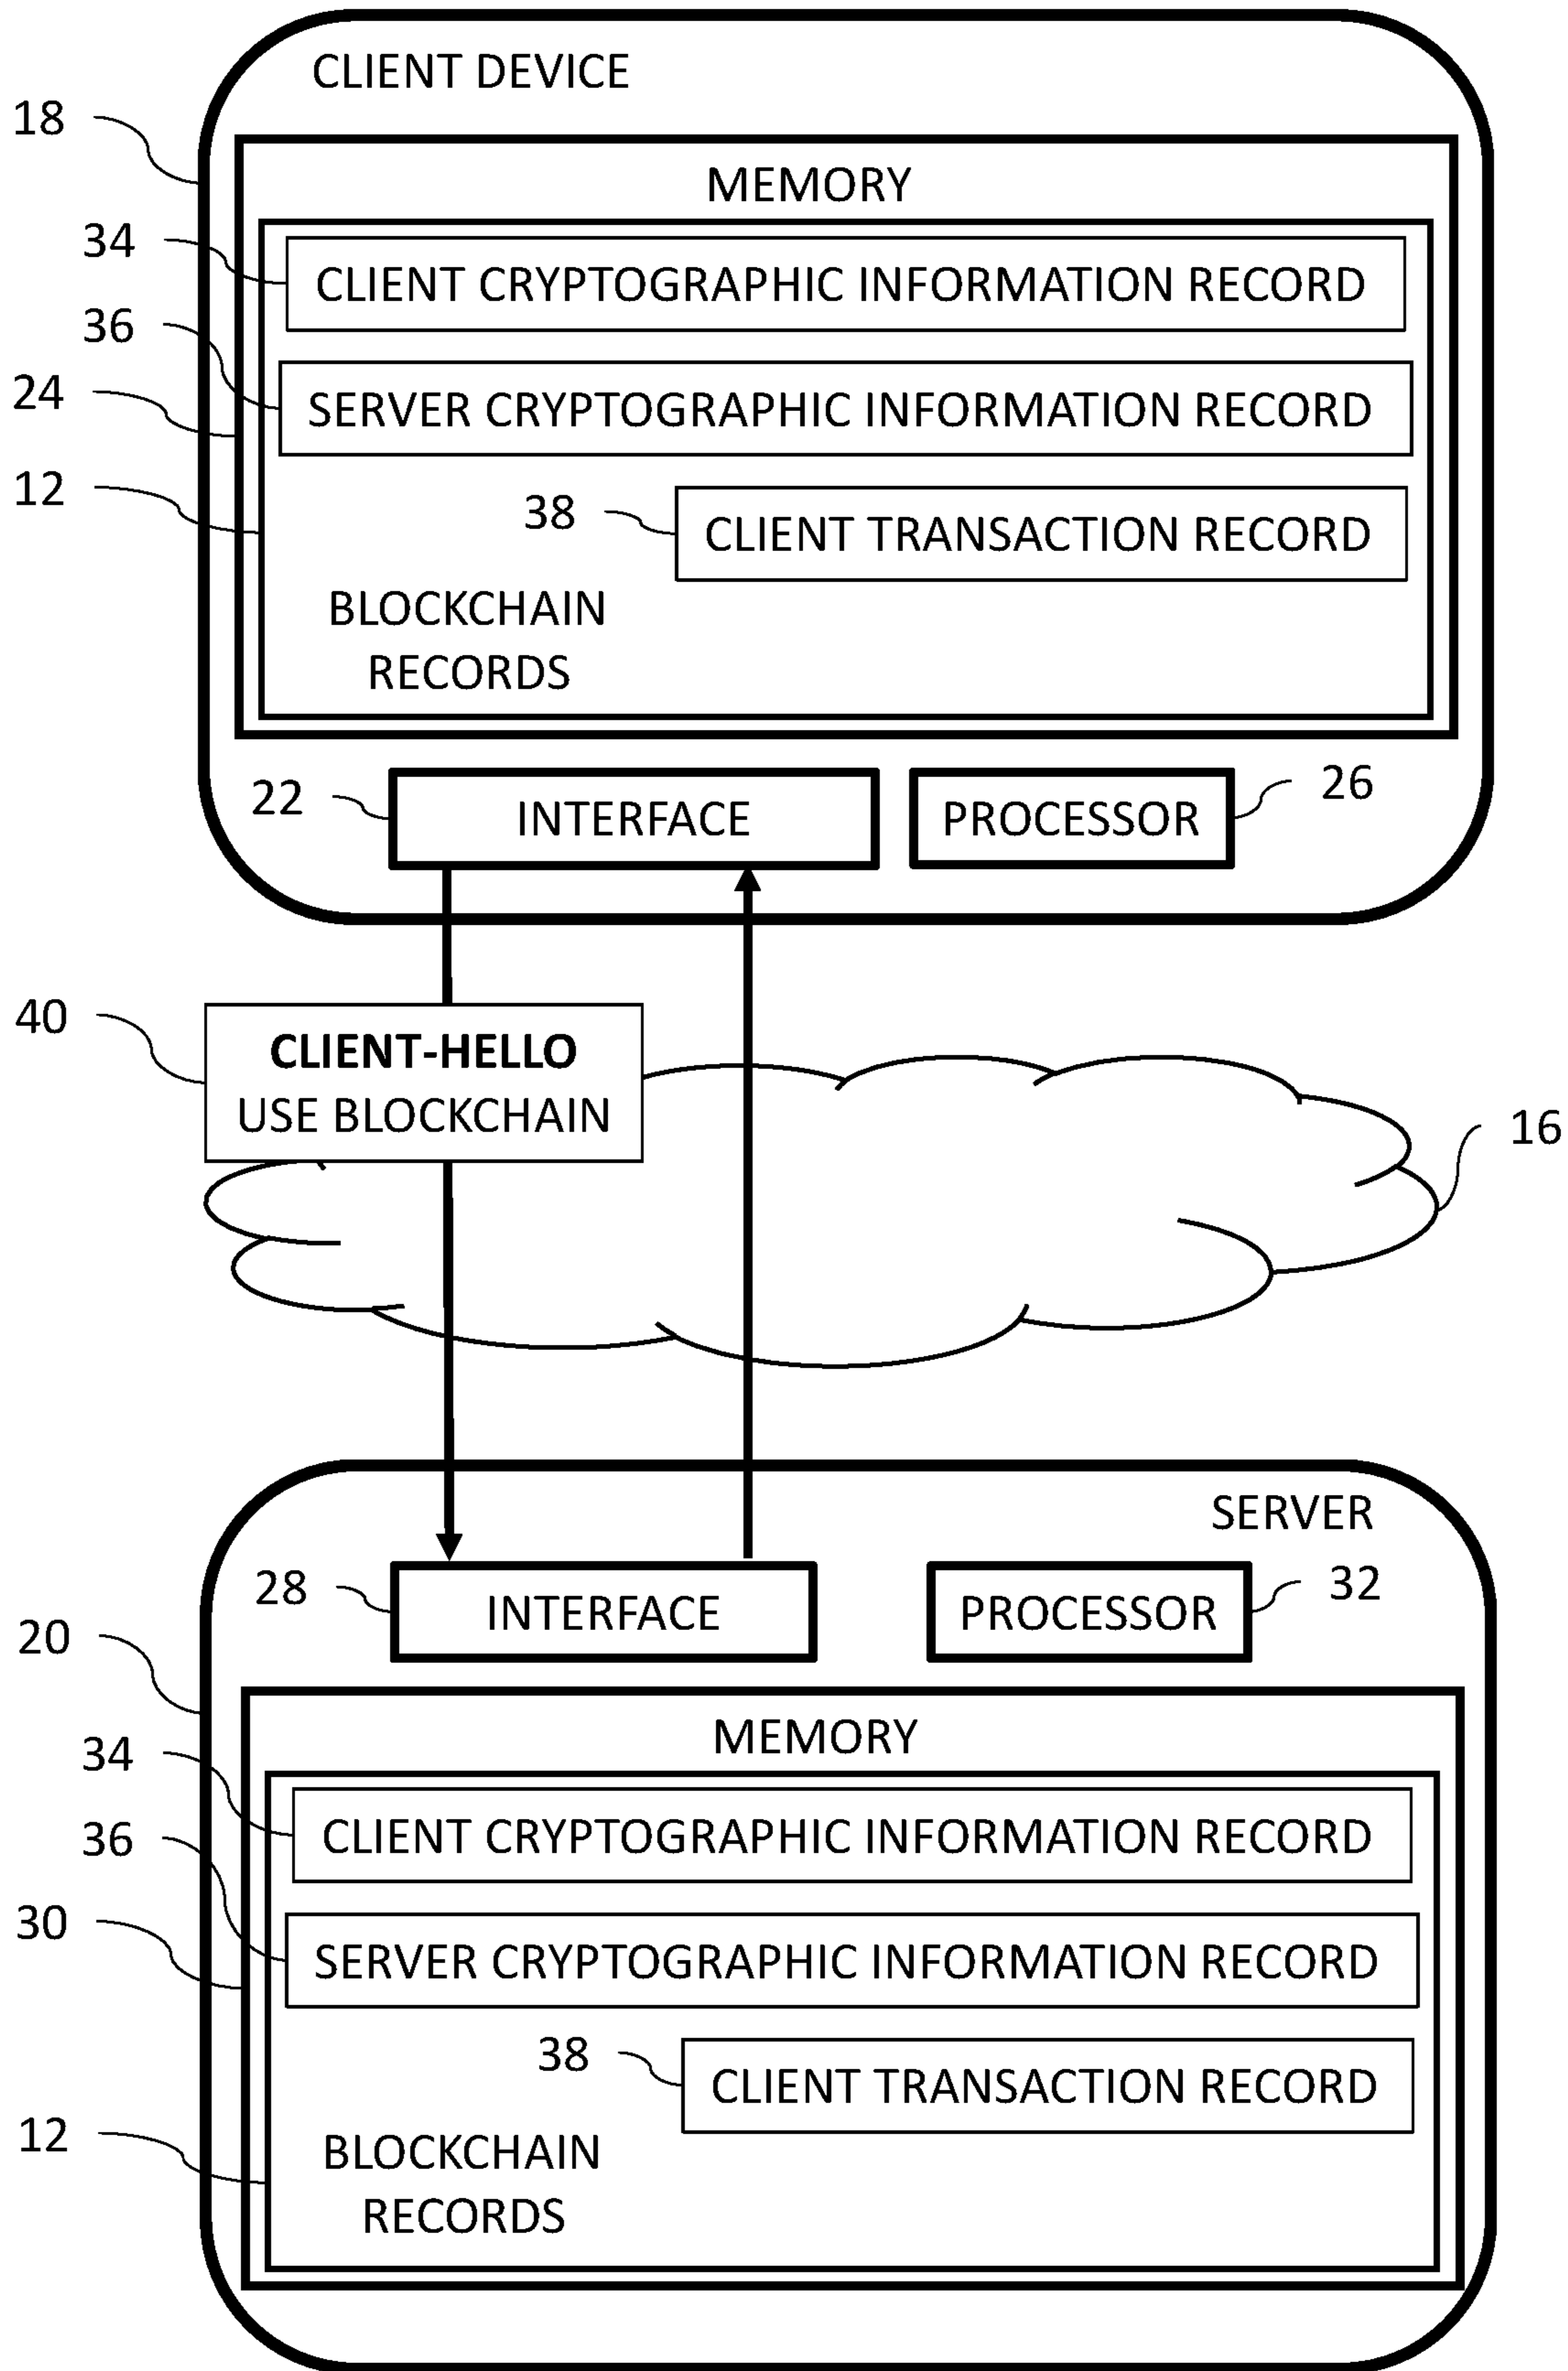 CLIENT DEVICE
18
MEMORY
34
CLIENT CRYPTOGRAPHIC INFORMATION RECORD
36
24
SERVER CRYPTOGRAPHIC INFORMATION RECORD
12
38
CLIENT TRANSACTION RECORD
BLOCKCHAIN
RECORDS
22
INTERFACE
PROCESSOR
26
40
CLIENT-HELLO
USE BLOCKCHAIN
16
SERVER
28
INTERFACE
PROCESSOR
32
20
MEMORY
34
CLIENT CRYPTOGRAPHIC INFORMATION RECORD
36
30
SERVER CRYPTOGRAPHIC INFORMATION RECORD
38
CLIENT TRANSACTION RECORD
12
BLOCKCHAIN
RECORDS